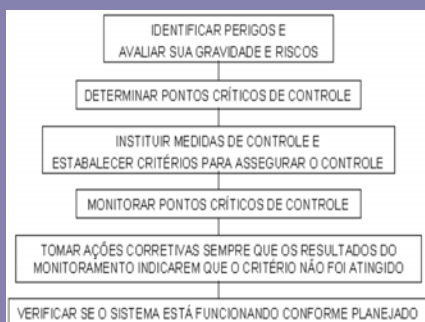 IDENTIFICAR PERIGOS E
AVALIAR SUA GRAVIDADE E RISCOS
DETERMINAR PONTOS CRÍTICOS DE CONTROLE
INSTITUIR MEDIDAS DE CONTROLE E
ESTABALECER CRITÉRIOS PARA ASSEGURAR O CONTROLE
MONITORAR PONTOS CRÍTICOS DE CONTROLE
TOMAR AÇÕES CORRETIVAS SEMPRE QUE OS RESULTADOS DO
MONITORAMENTO INDICAREM QUE O CRITÉRIO NÃO FOI ATINGIDO
VERIFICAR SE O SISTEMA ESTÁ FUNCIONANDO CONFORME PLANEJADO